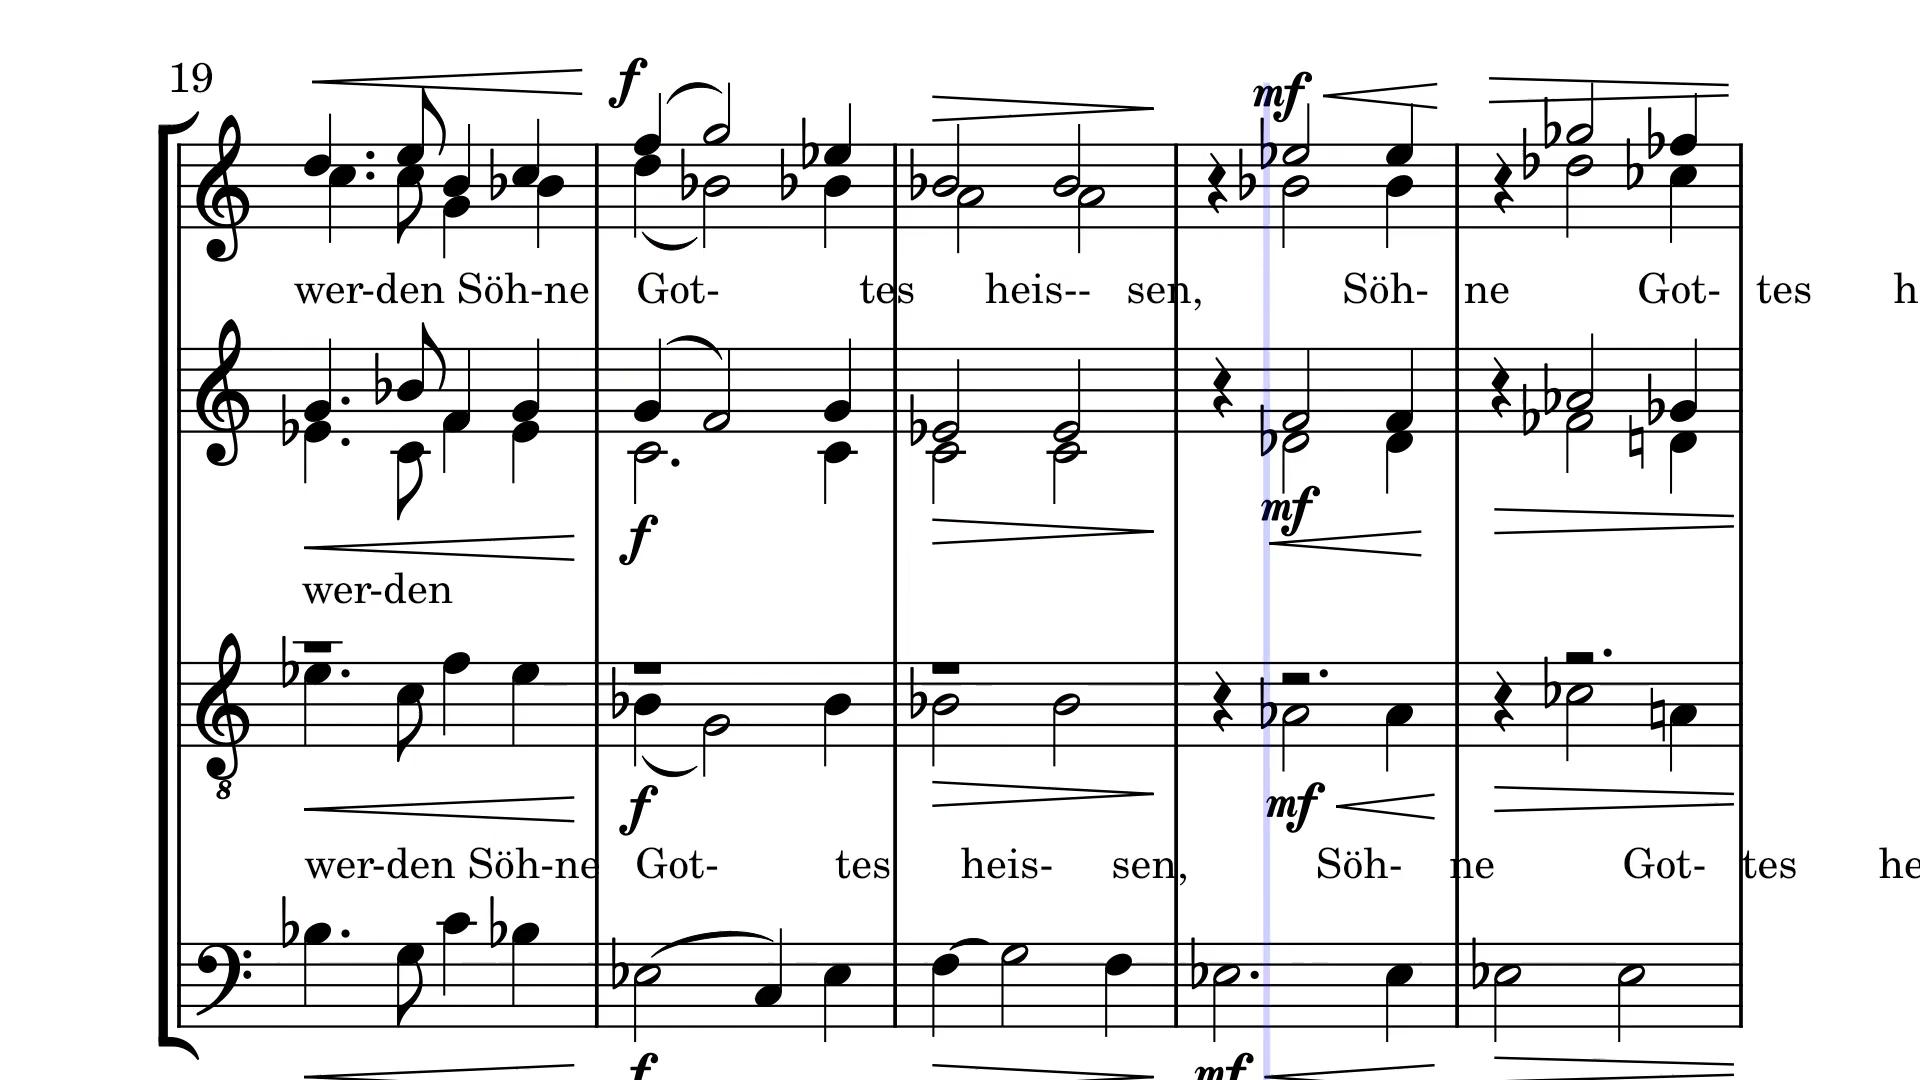 19
f
mf
wer-den Söh-ne Got- tes heis-- sen, Söh- ne Got- tes h
f
mf
wer-den
8
f
mf
wer-den Söh-ne Got- tes heis- sen, Söh- ne Got- tes he
f
mf